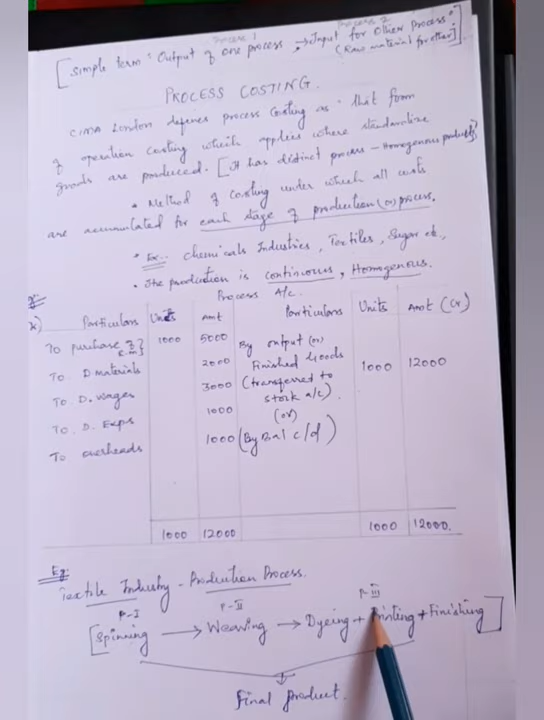 Process 1 Process 2
[Simple term: Output of one process → Input for Other Process"
(Raw material for other)]
PROCESS COSTING.
CIMA London defines process Costing as "that form
of operation Costing which applies where standardize
goods are produced. [It has distinct process - Homogenous products]
• Method of Costing under which all costs
are accumulated for each stage of production (or) process.
• Ex.. Chemicals Industries, Textiles, Sugar etc.,
• The production is continuous, Homogenous.
Process A/c.
Particulars Units Amt Particulars Units Amt (Cr)
To purchase 1000 5000 By output (or)
To D.materials 2000 Finished Goods 1000 12000
To D. wages 3000 (transferred to
stock a/c).
To D. Exps 1000 (or)
To overheads 1000 (By Bal c/d)
1000 12000 1000 12000.
Eg:
Textile Industry - Production Process.
P-I P-II P-III
[Spinning → Weaving → Dyeing + Printing + Finishing]
Final product.